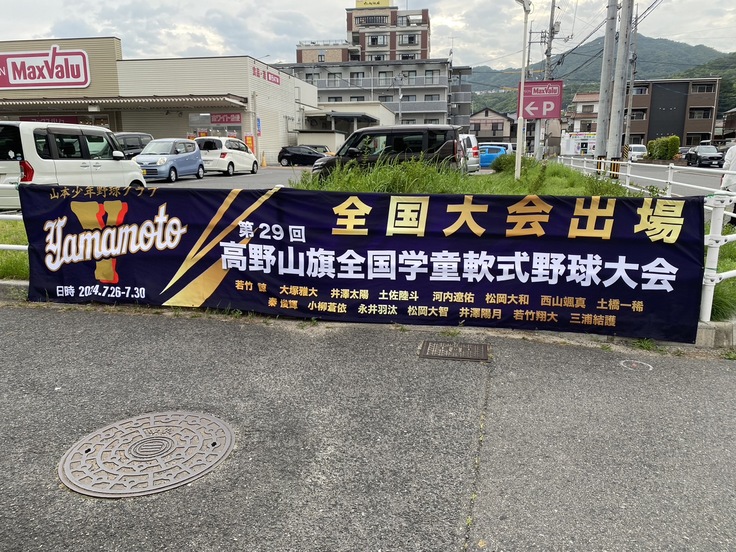 MaxValu
MaxValu
P
山本少年野球クラブ
Yamamoto
日時 2024.7.26-7.30
第29回
全国大会出場
高野山旗全国学童軟式野球大会
大塚雅大 井澤太陽 土佐陸斗 河内遼佑 松岡大和 西山颯真 土橋一稀
小柳蒼依 永井羽汰 松岡大智 井澤陽月 若竹翔大 三浦結護